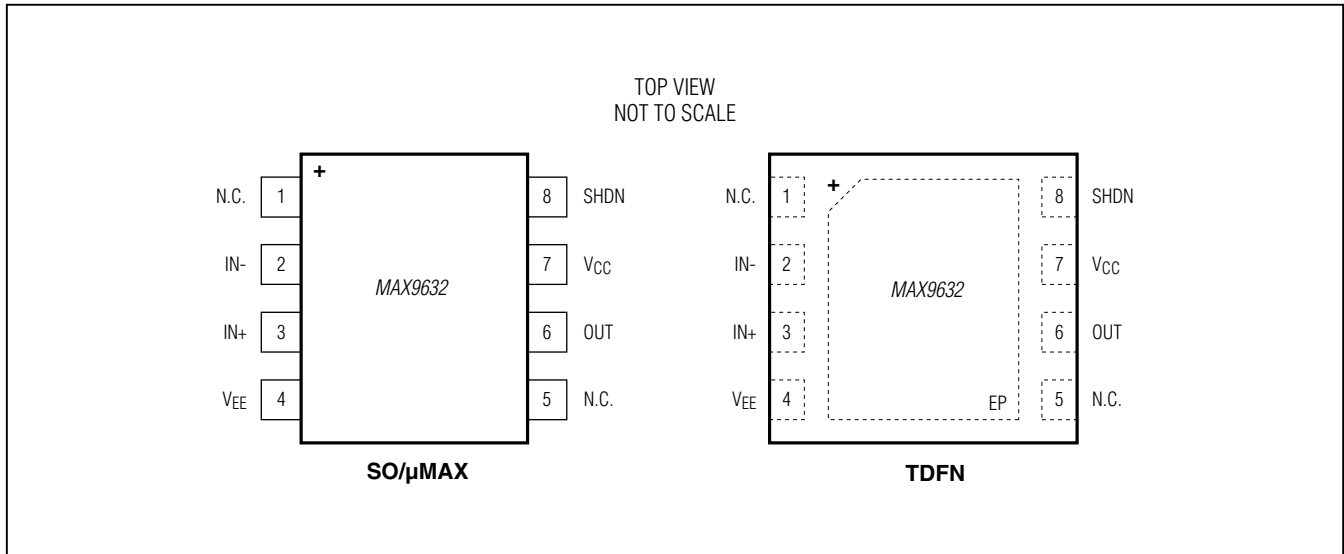 TOP VIEW
NOT TO SCALE
+
N.C. 1
8 SHDN
IN- 2
7 VCC
MAX9632
IN+ 3
6 OUT
VEE 4
5 N.C.
SO/µMAX
+
N.C. 1
8 SHDN
IN- 2
7 VCC
MAX9632
IN+ 3
6 OUT
VEE 4
EP
5 N.C.
TDFN